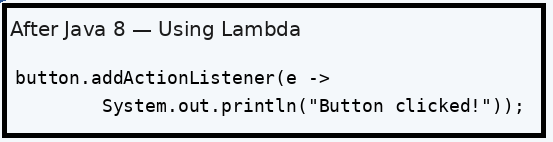 After Java 8 — Using Lambda
button.addActionListener(e ->
        System.out.println("Button clicked!"));